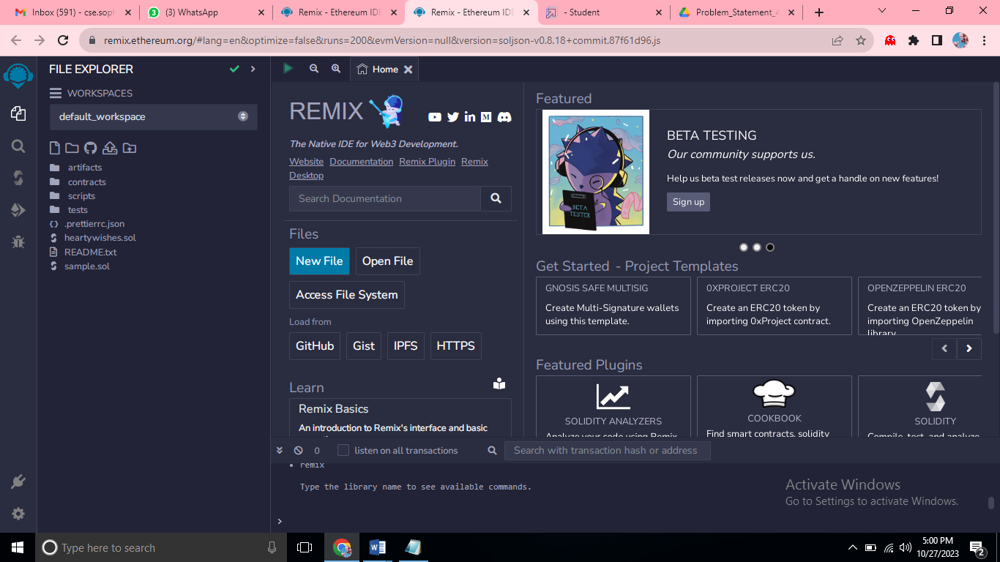 Inbox (591) - cse.soph
(3) WhatsApp
Remix - Ethereum IDE
Remix - Ethereum IDE
- Student
Problem_Statement_4
remix.ethereum.org/#lang=en&optimize=false&runs=200&evmVersion=null&version=soljson-v0.8.18+commit.87f61d96.js
FILE EXPLORER
WORKSPACES
default_workspace
artifacts
contracts
scripts
tests
.prettierrc.json
heartywishes.sol
README.txt
sample.sol
Home
REMIX
The Native IDE for Web3 Development.
Website Documentation Remix Plugin Remix
Desktop
Search Documentation
Files
New File Open File
Access File System
Load from
GitHub Gist IPFS HTTPS
Learn
Remix Basics
An introduction to Remix's interface and basic
Featured
BETA TESTER
BETA TESTING
Our community supports us.
Help us beta test releases now and get a handle on new features!
Sign up
Get Started - Project Templates
GNOSIS SAFE MULTISIG
Create Multi-Signature wallets
using this template.
0XPROJECT ERC20
Create an ERC20 token by
importing 0xProject contract.
OPENZEPPELIN ERC20
Create an ERC20 token by
importing OpenZeppelin
library
Featured Plugins
SOLIDITY ANALYZERS
Analyze your code using Remix
COOKBOOK
Find smart contracts, solidity
SOLIDITY
Compile, test, and analyze
0 listen on all transactions
Search with transaction hash or address
• remix
Type the library name to see available commands.
>
Activate Windows
Go to Settings to activate Windows.
Type here to search
5:00 PM
10/27/2023
2